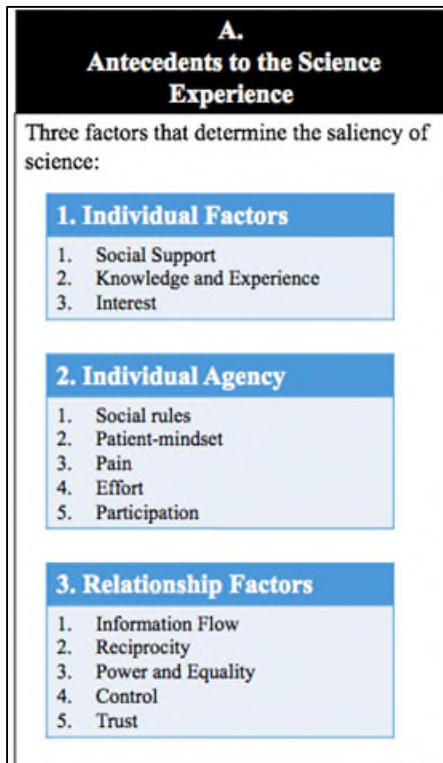 A.
Antecedents to the Science
Experience
Three factors that determine the saliency of
science:
1. Individual Factors
1. Social Support
2. Knowledge and Experience
3. Interest
2. Individual Agency
1. Social rules
2. Patient-mindset
3. Pain
4. Effort
5. Participation
3. Relationship Factors
1. Information Flow
2. Reciprocity
3. Power and Equality
4. Control
5. Trust